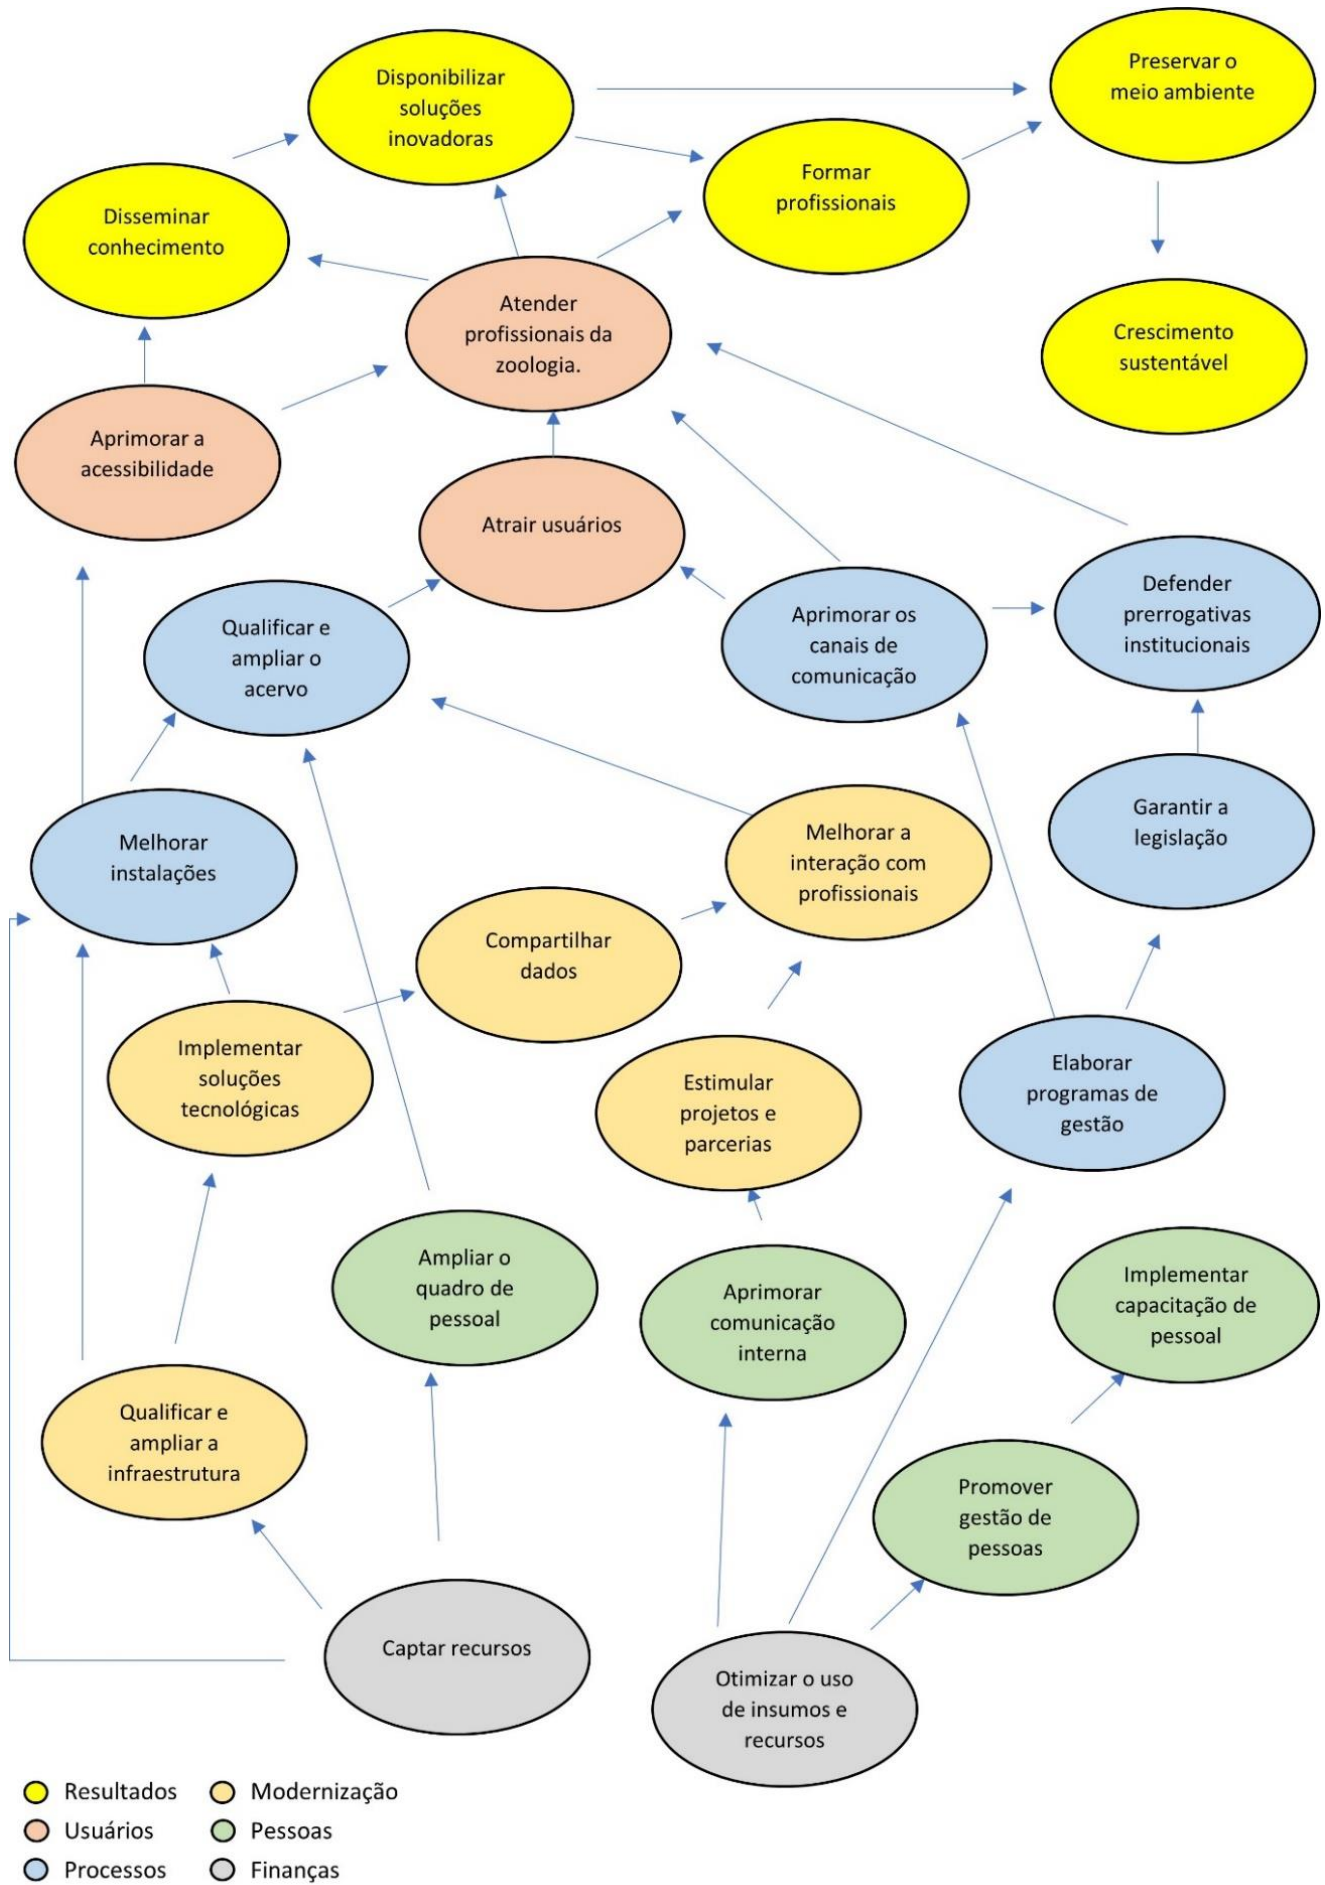 Disponibilizar
soluções
inovadoras
Preservar o
meio ambiente
Formar
profissionais
Disseminar
conhecimento
Atender
profissionais da
zoologia.
Crescimento
sustentável
Aprimorar a
acessibilidade
Atrair usuários
Qualificar e
ampliar o
acervo
Aprimorar os
canais de
comunicação
Defender
prerrogativas
institucionais
Melhorar
instalações
Melhorar a
interação com
profissionais
Garantir a
legislação
Compartilhar
dados
Implementar
soluções
tecnológicas
Estimular
projetos e
parcerias
Elaborar
programas de
gestão
Ampliar o
quadro de
pessoal
Aprimorar
comunicação
interna
Implementar
capacitação de
pessoal
Qualificar e
ampliar a
infraestrutura
Promover
gestão de
pessoas
Captar recursos
Otimizar o uso
de insumos e
recursos
Resultados
Modernização
Usuários
Pessoas
Processos
Finanças